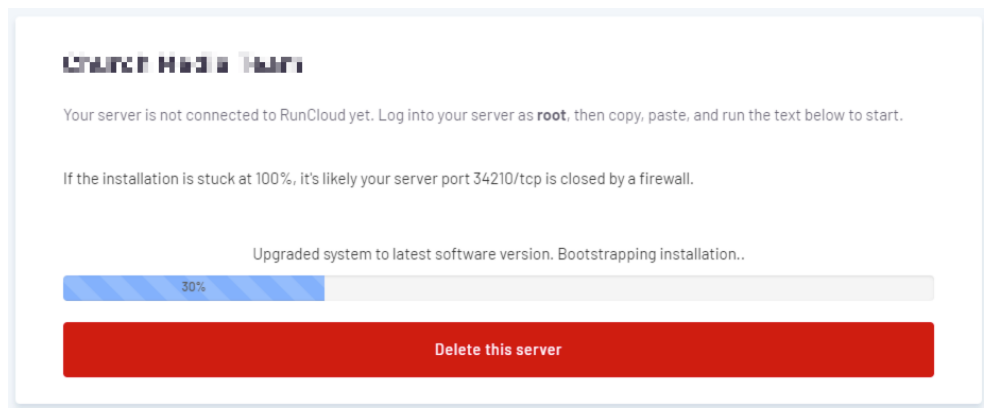 Your server is not connected to RunCloud yet. Log into your server as root, then copy, paste, and run the text below to start.
If the installation is stuck at 100%, it's likely your server port 34210/tcp is closed by a firewall.
Upgraded system to latest software version. Bootstrapping installation..
30%
Delete this server